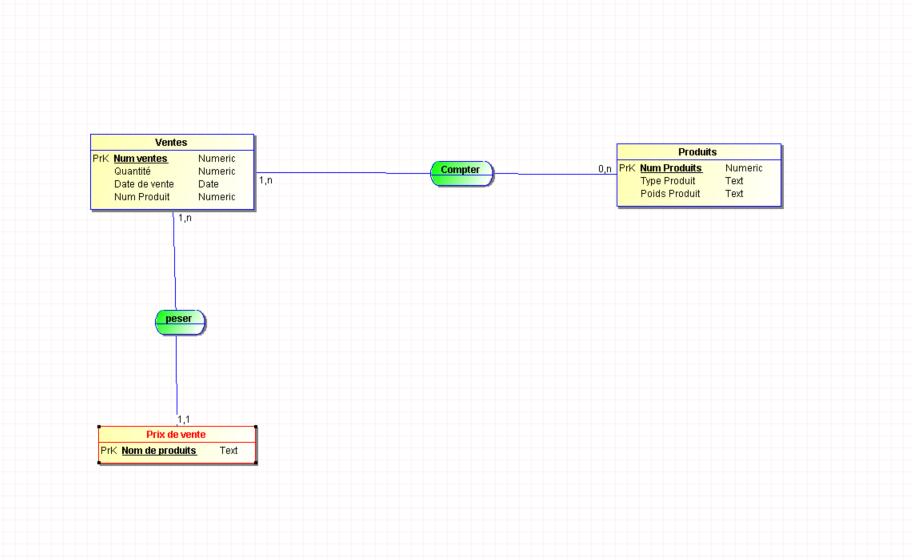 Ventes
PrK Num ventes Numeric
Quantité Numeric
Date de vente Date
Num Produit Numeric
1,n
1,n
Compter
0,n
Produits
PrK Num Produits Numeric
Type Produit Text
Poids Produit Text
peser
1,1
Prix de vente
PrK Nom de produits Text